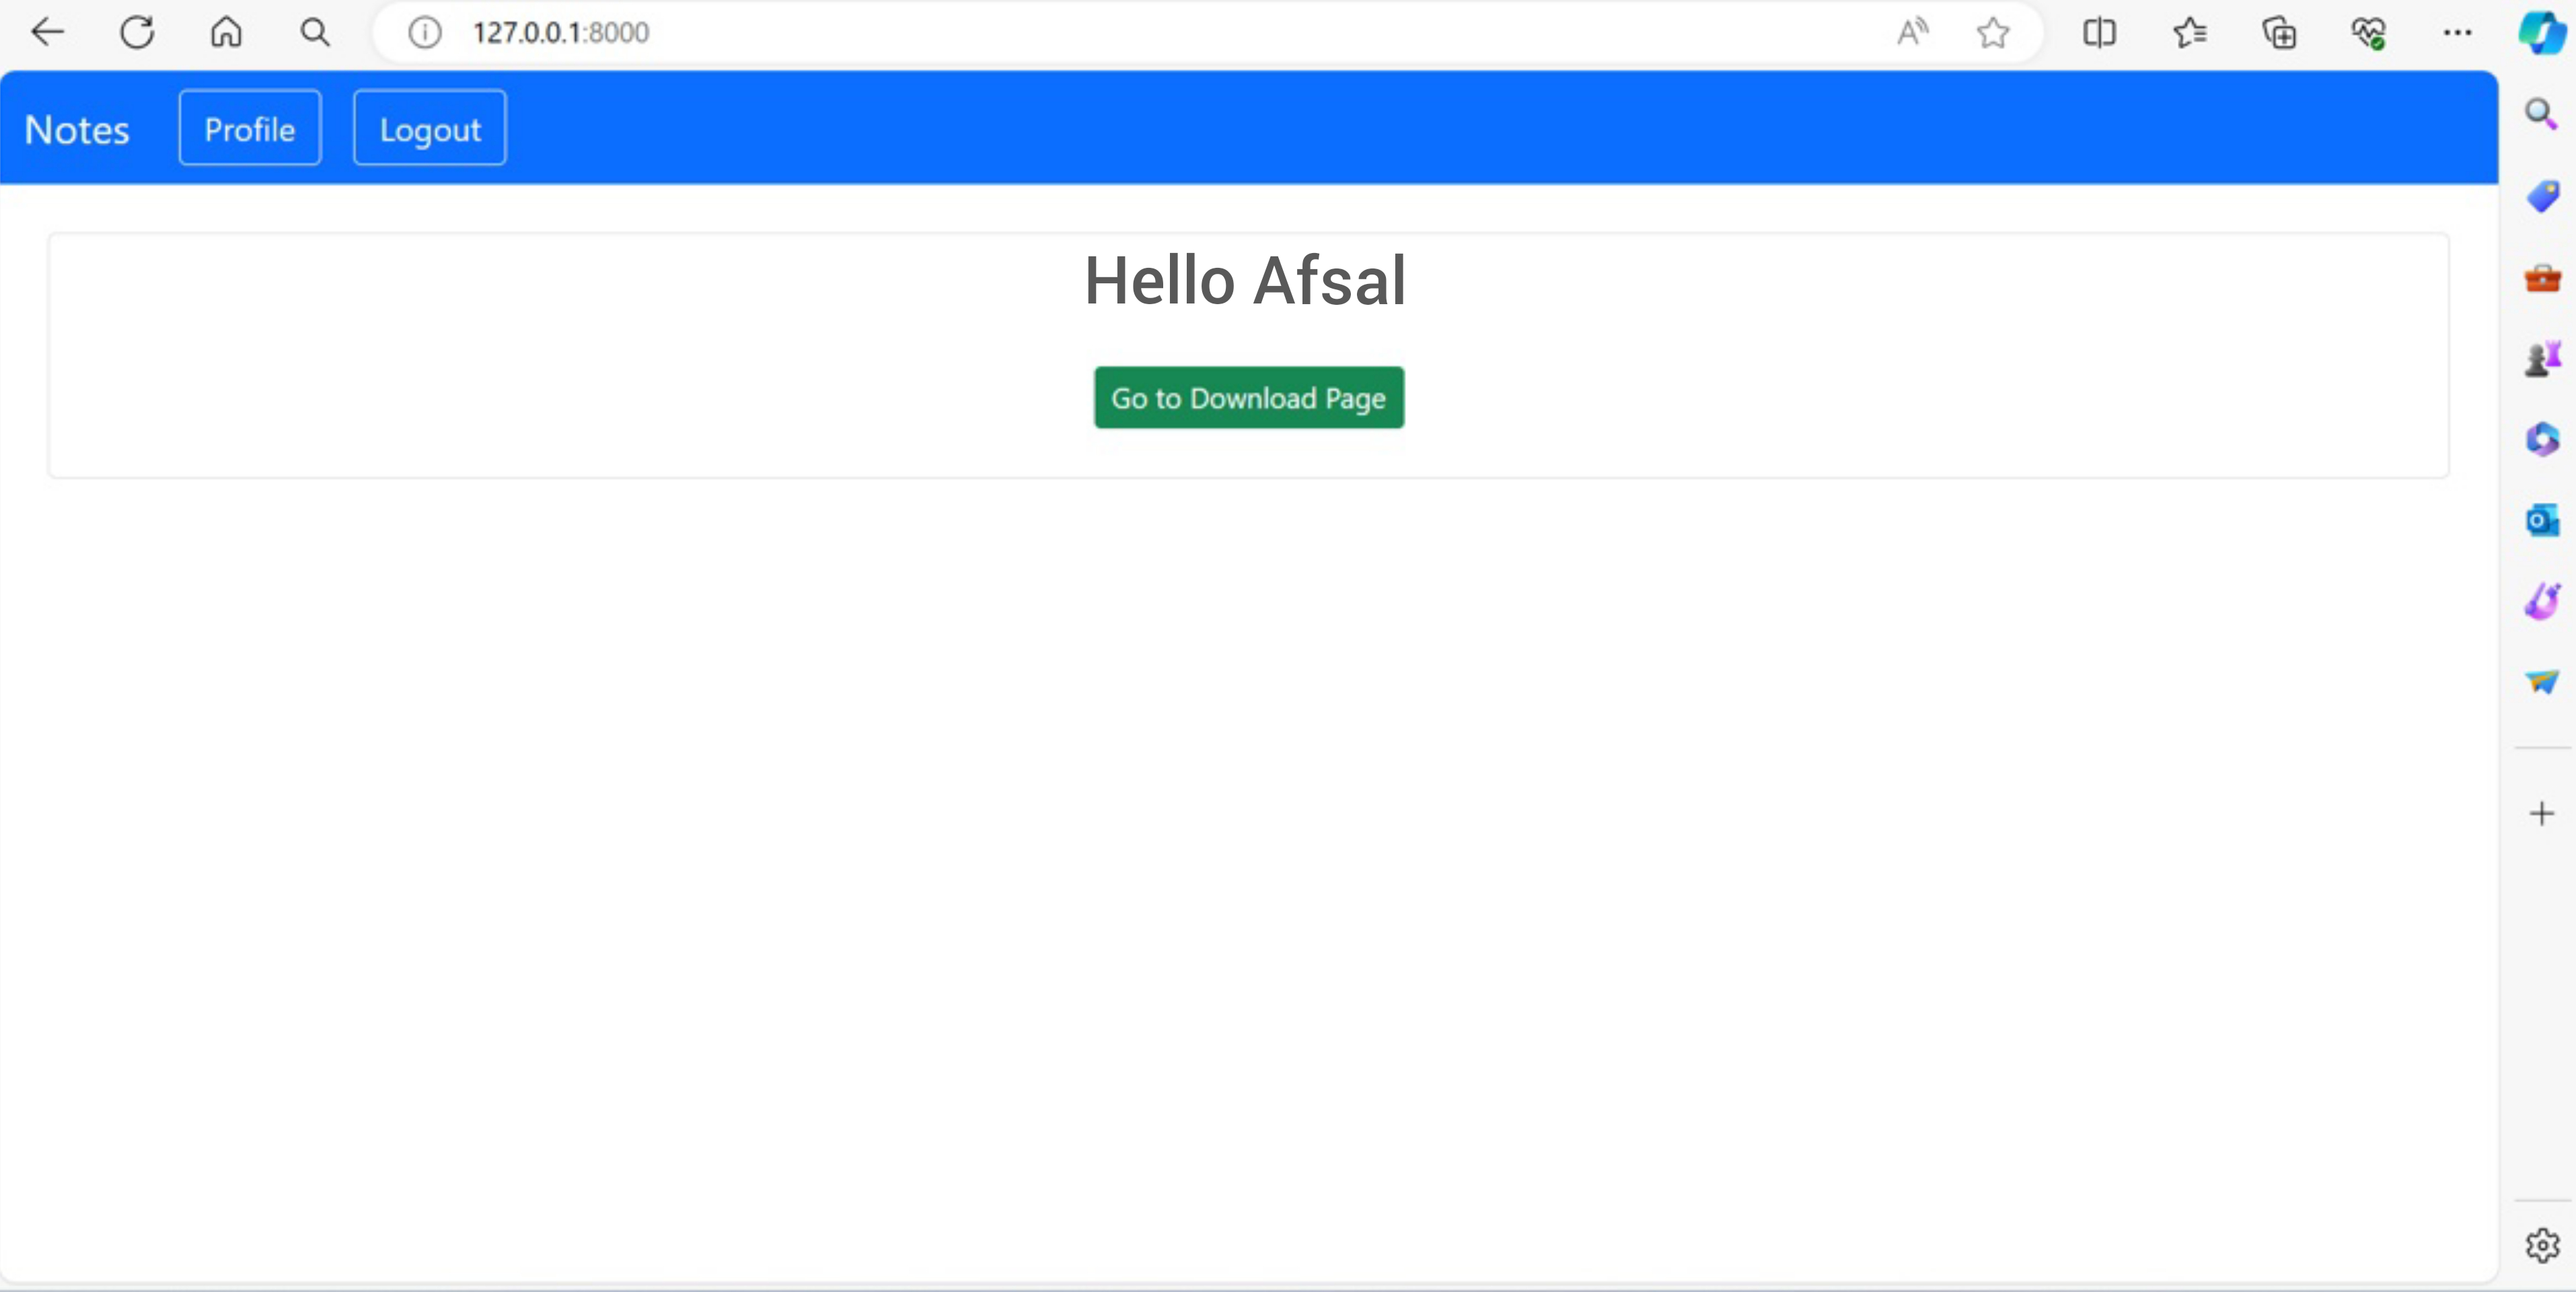 127.0.0.1:8000
Notes Profile Logout
Hello Afsal
Go to Download Page